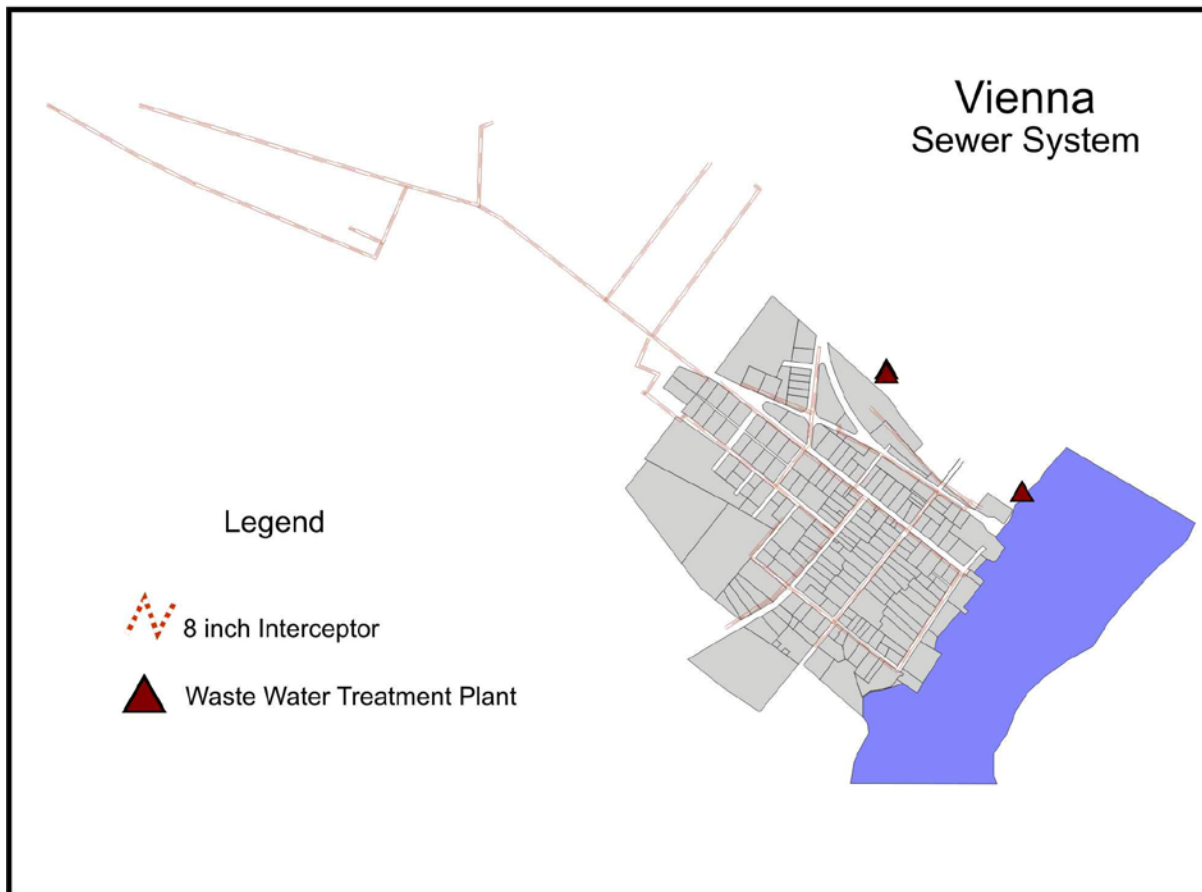 Vienna
Sewer System
Legend
8 inch Interceptor
Waste Water Treatment Plant